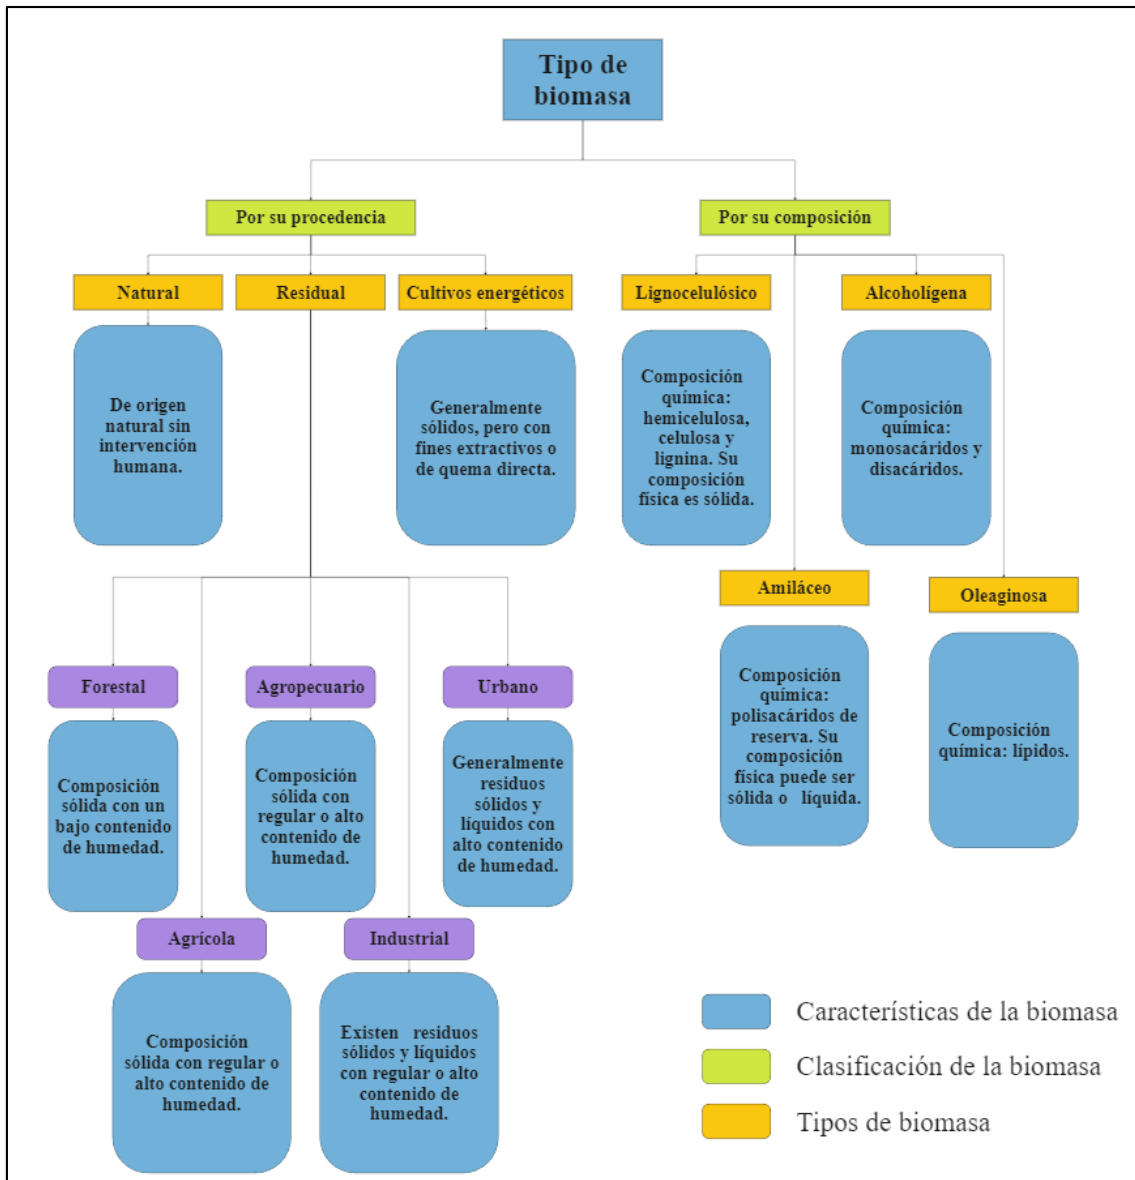 Tipo de
biomasa
Por su procedencia
Por su composición
Natural
Residual
Cultivos energéticos
Lignocelulósico
Alcoholígena
De origen
natural sin
intervención
humana.
Generalmente
sólidos, pero con
fines extractivos o
de quema directa.
Composición
química:
hemicelulosa,
celulosa y
lignina. Su
composición
física es sólida.
Composición
química:
monosacáridos y
disacáridos.
Amiláceo
Oleaginosa
Composición
química:
polisacáridos de
reserva. Su
composición
física puede ser
sólida o líquida.
Composición
química: lípidos.
Forestal
Agropecuario
Urbano
Composición
sólida con un
bajo contenido
de humedad.
Composición
sólida con
regular o alto
contenido de
humedad.
Generalmente
residuos
sólidos y
líquidos con
alto contenido
de humedad.
Agrícola
Industrial
Composición
sólida con regular o
alto contenido de
humedad.
Existen residuos
sólidos y líquidos
con regular o alto
contenido de
humedad.
Características de la biomasa
Clasificación de la biomasa
Tipos de biomasa